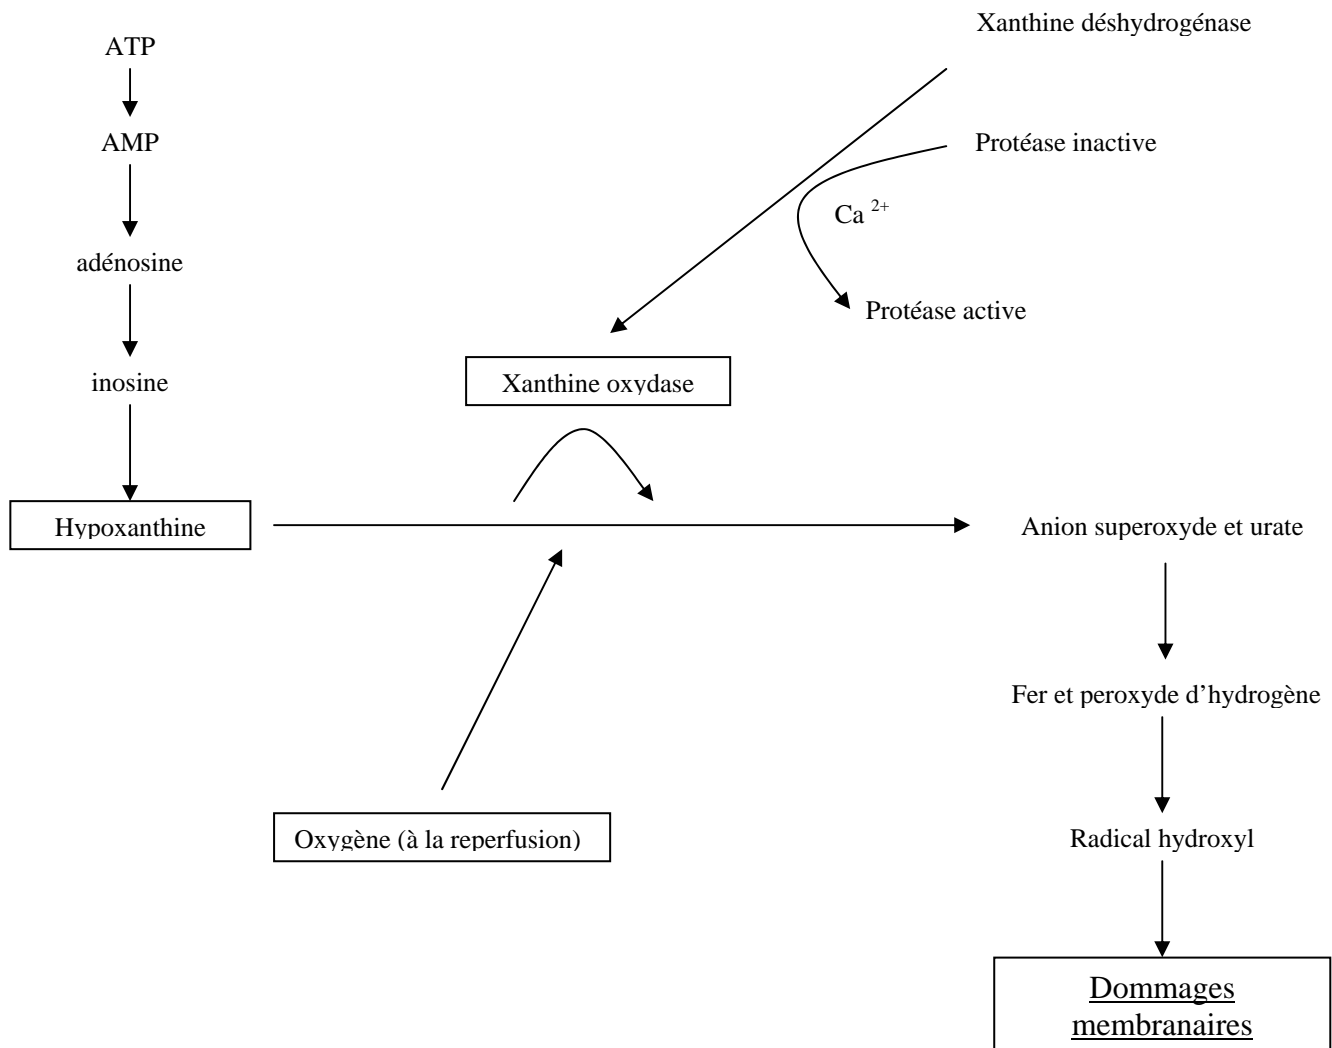 Xanthine déshydrogénase
ATP
AMP
Protéase inactive
Ca 2+
adénosine
Protéase active
inosine
Xanthine oxydase
Hypoxanthine
Anion superoxyde et urate
Fer et peroxyde d’hydrogène
Oxygène (à la reperfusion)
Radical hydroxyl
Dommages
membranaires